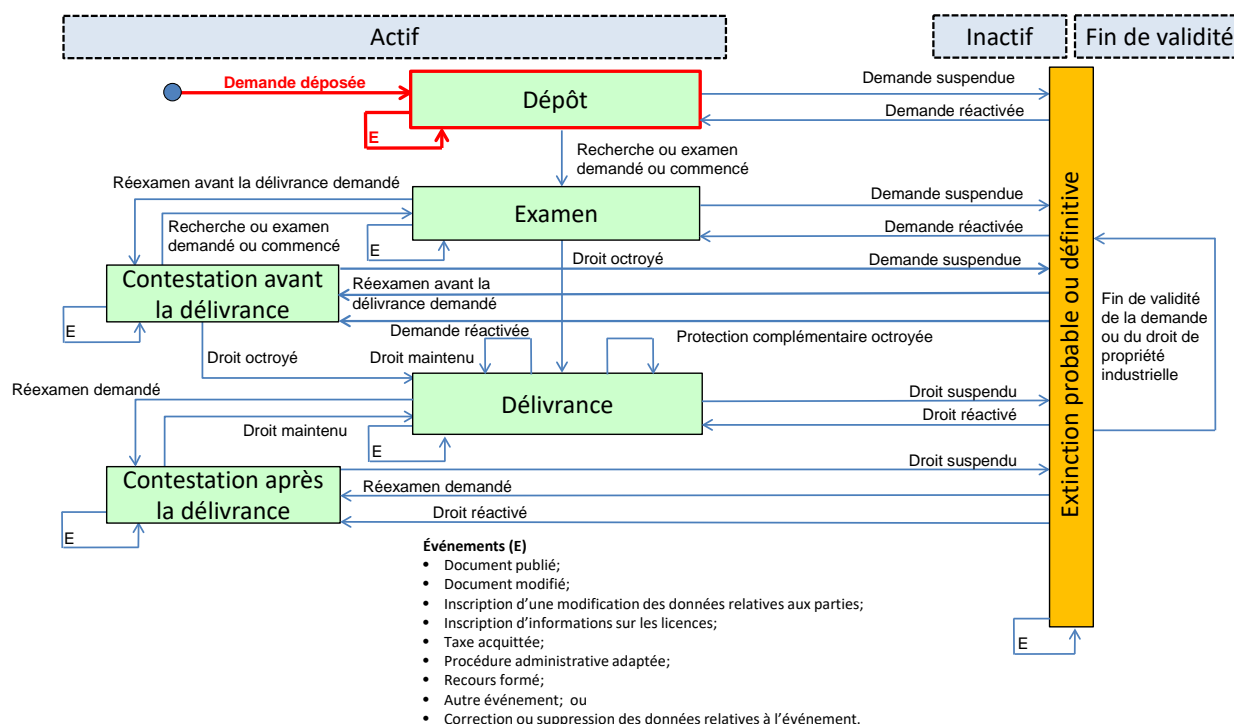 Actif
Inactif
Fin de validité
Demande déposée
Dépôt
E
Demande suspendue
Demande réactivée
Recherche ou examen
demandé ou commencé
Réexamen avant la délivrance demandé
Examen
Recherche ou examen
demandé ou commencé
E
Demande suspendue
Demande réactivée
Droit octroyé
Demande suspendue
Contestation avant
la délivrance
Réexamen avant la
délivrance demandé
E
Demande réactivée
Droit octroyé
Droit maintenu
Protection complémentaire octroyée
Extinction probable ou définitive
Fin de validité
de la demande
ou du droit de
propriété
industrielle
Réexamen demandé
Délivrance
Droit suspendu
Droit réactivé
Droit maintenu
E
Droit suspendu
Contestation après
la délivrance
Réexamen demandé
Droit réactivé
E
Événements (E)
• Document publié;
• Document modifié;
• Inscription d’une modification des données relatives aux parties;
• Inscription d’informations sur les licences;
• Taxe acquittée;
• Procédure administrative adaptée;
• Recours formé;
• Autre événement; ou
• Correction ou suppression des données relatives à l’événement.
E